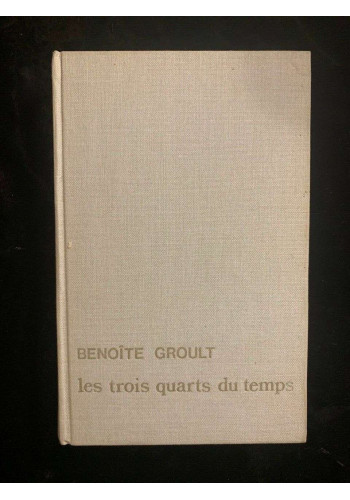 BENOÎTE GROULT
les trois quarts du temps